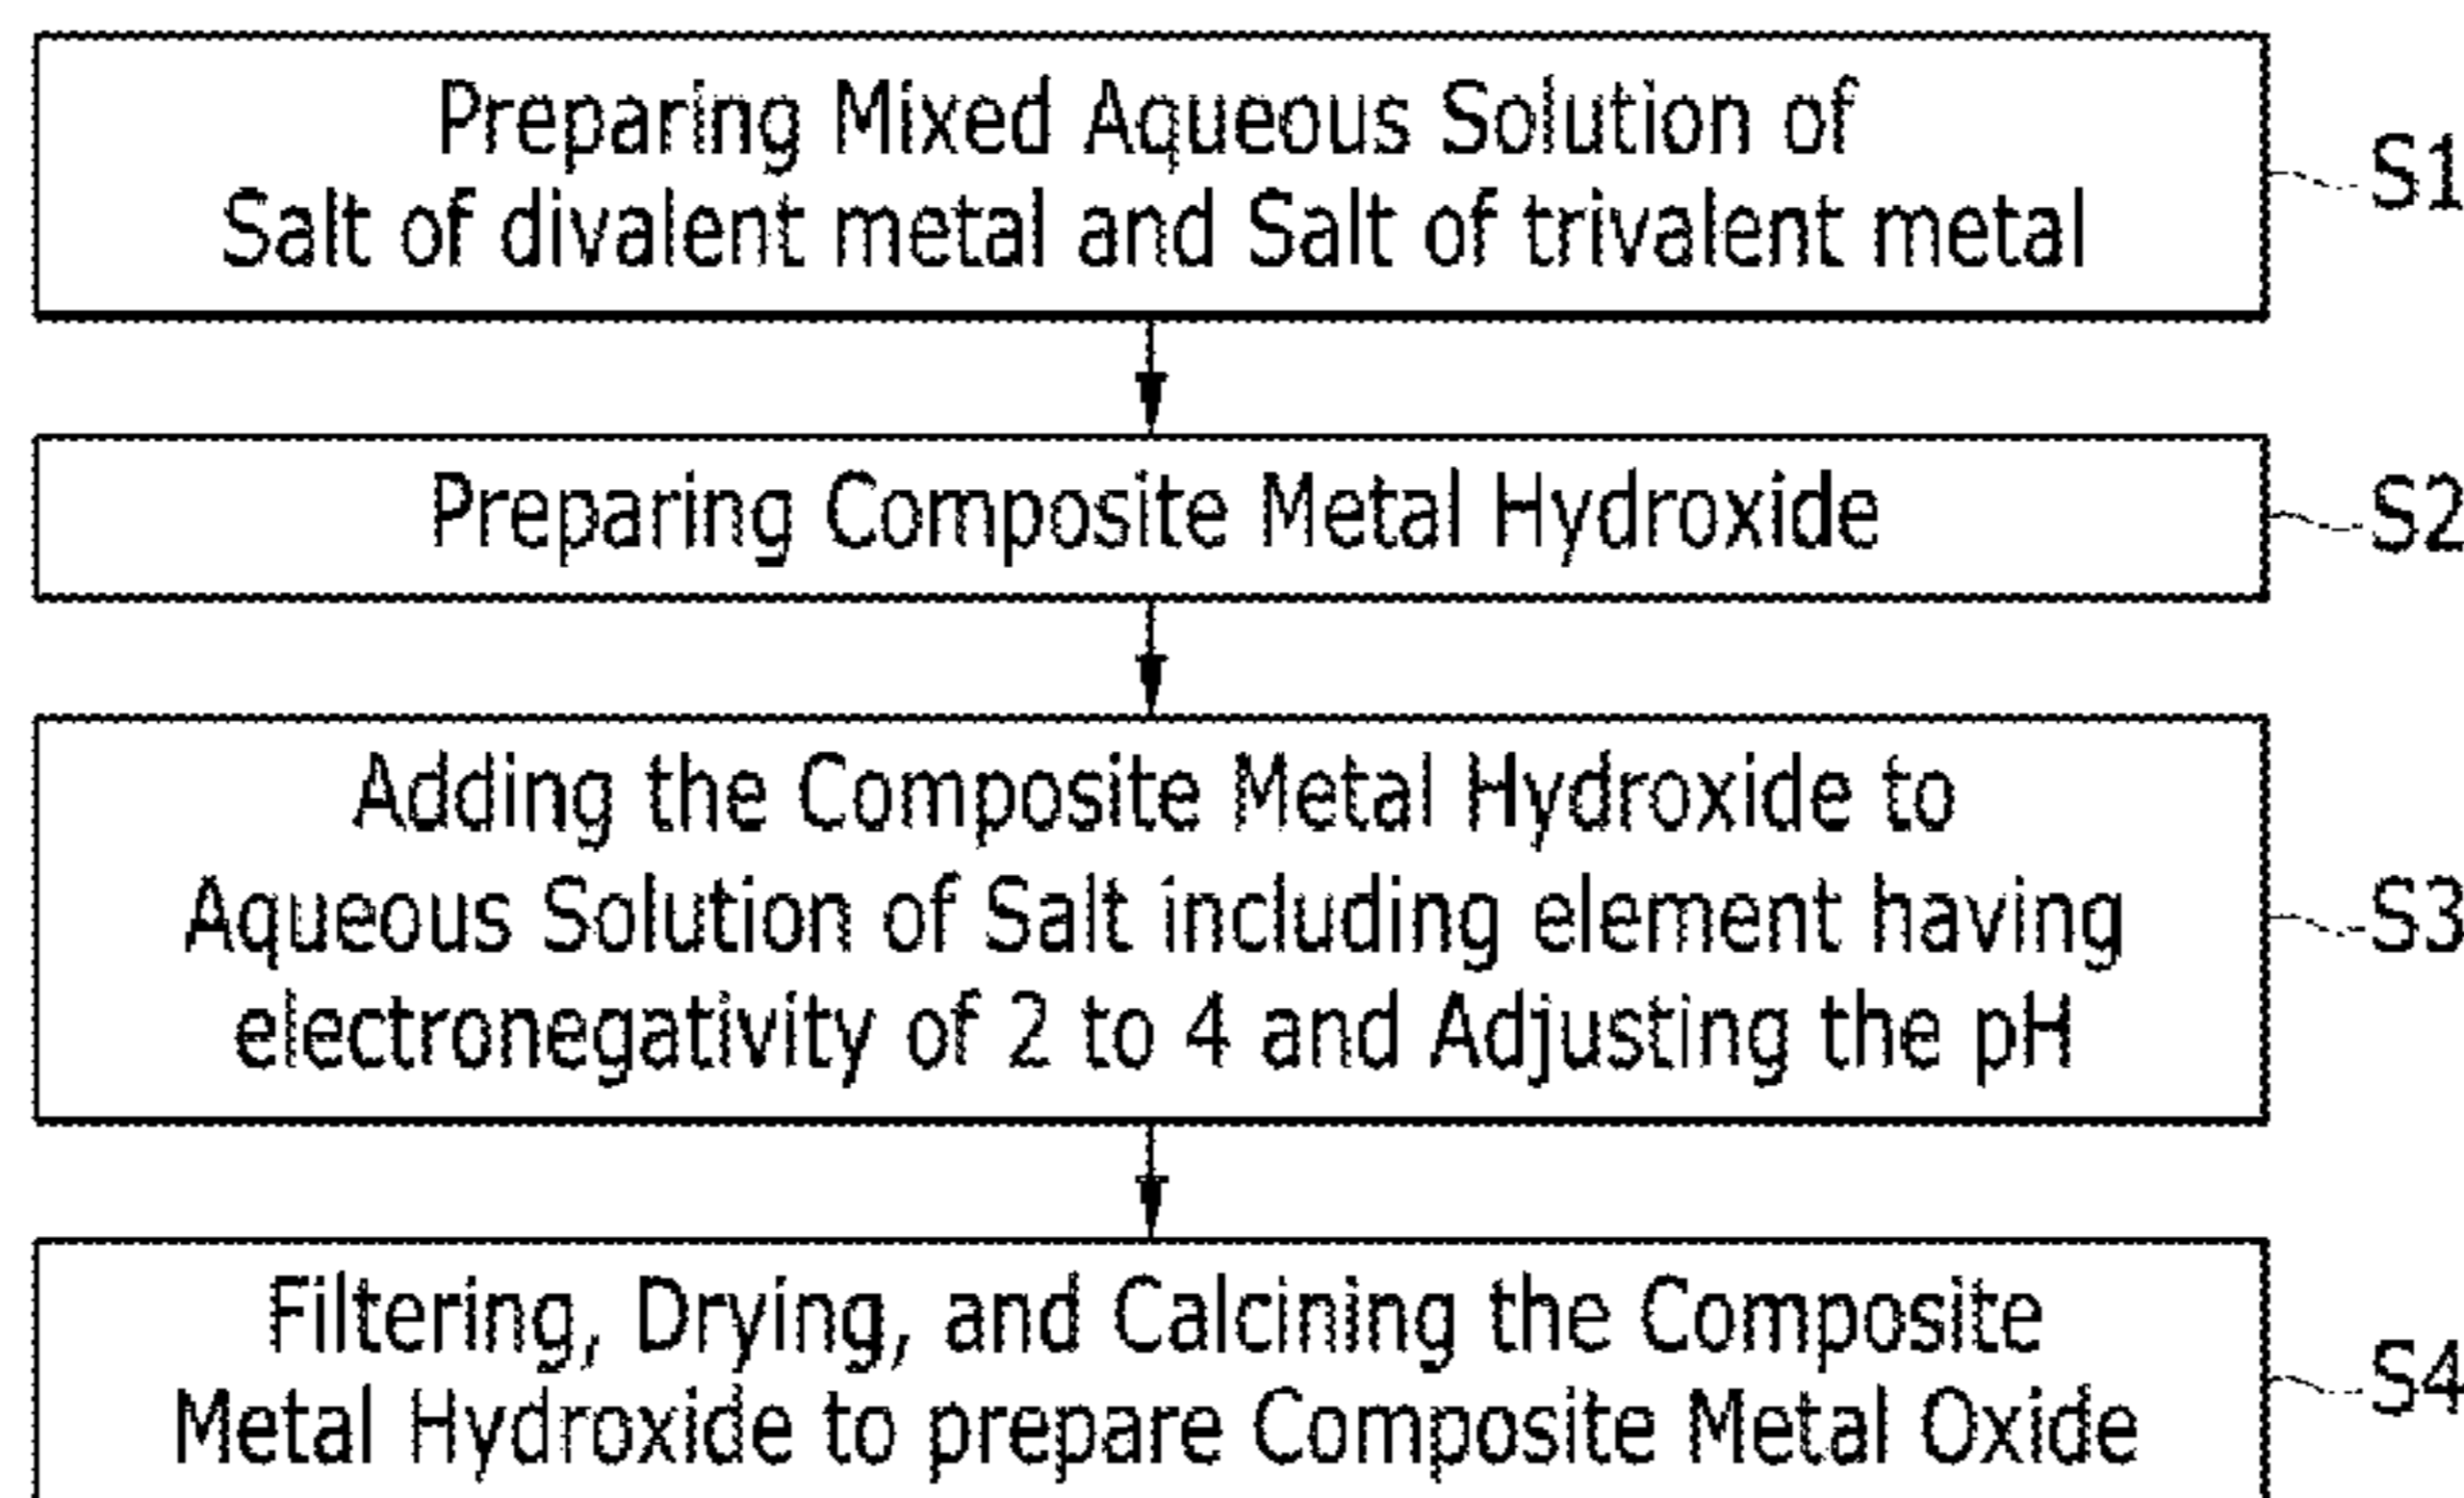 Preparing Mixed Aqueous Solution of
Salt of divalent metal and Salt of trivalent metal
S1
Preparing Composite Metal Hydroxide
S2
Adding the Composite Metal Hydroxide to
Aqueous Solution of Salt including element having
electronegativity of 2 to 4 and Adjusting the pH
S3
Filtering, Drying, and Calcining the Composite
Metal Hydroxide to prepare Composite Metal Oxide
S4